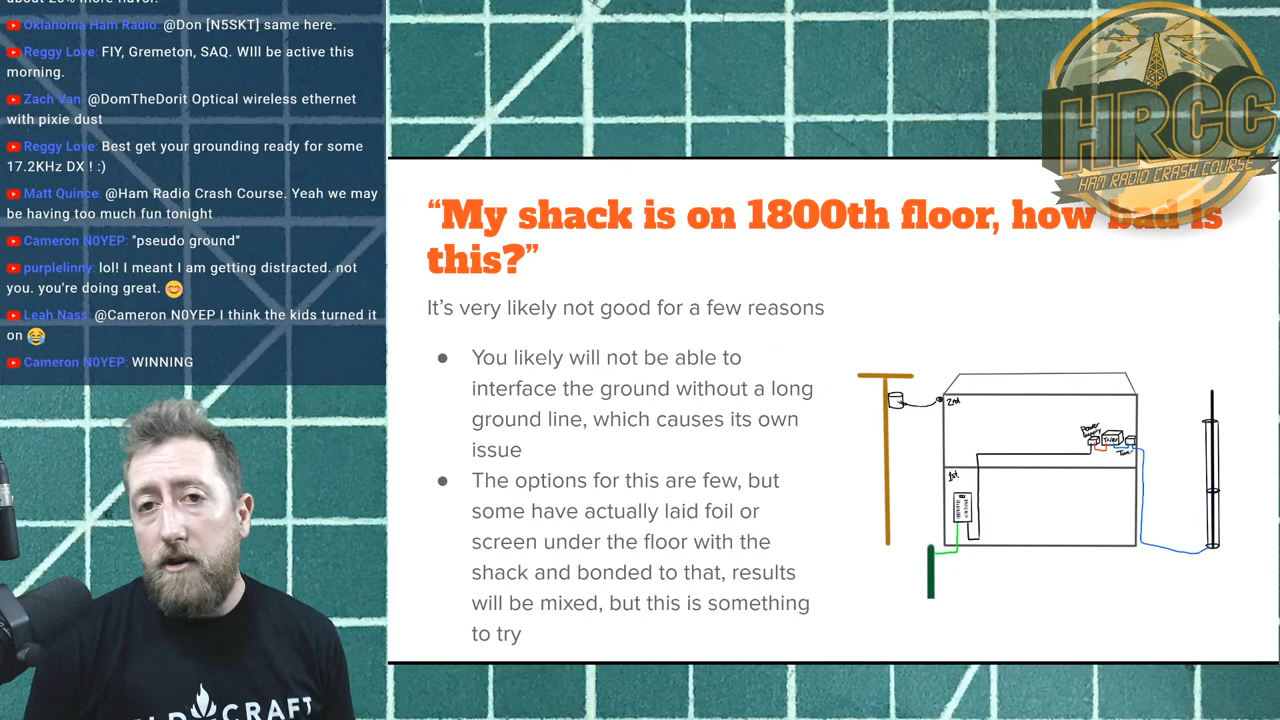 about 20% more flavor.
Oklahoma Ham Radio: @Don [N5SKT] same here.
Reggy Love: FIY, Gremeton, SAQ. WIll be active this
morning.
Zach Van: @DomTheDorit Optical wireless ethernet
with pixie dust
Reggy Love: Best get your grounding ready for some
17.2KHz DX ! :)
Matt Quince: @Ham Radio Crash Course. Yeah we may
be having too much fun tonight
Cameron N0YEP: "pseudo ground"
purplelinny: lol! I meant I am getting distracted. not
you. you're doing great. 😊
Leah Nass: @Cameron N0YEP I think the kids turned it
on 😂
Cameron N0YEP: WINNING
HRCC
HAM RADIO CRASH COURSE
“My shack is on 1800th floor, how bad is
this?”
It’s very likely not good for a few reasons
● You likely will not be able to
interface the ground without a long
ground line, which causes its own
issue
● The options for this are few, but
some have actually laid foil or
screen under the floor with the
shack and bonded to that, results
will be mixed, but this is something
to try
2nd
Power
Supply
1st
CRAFT